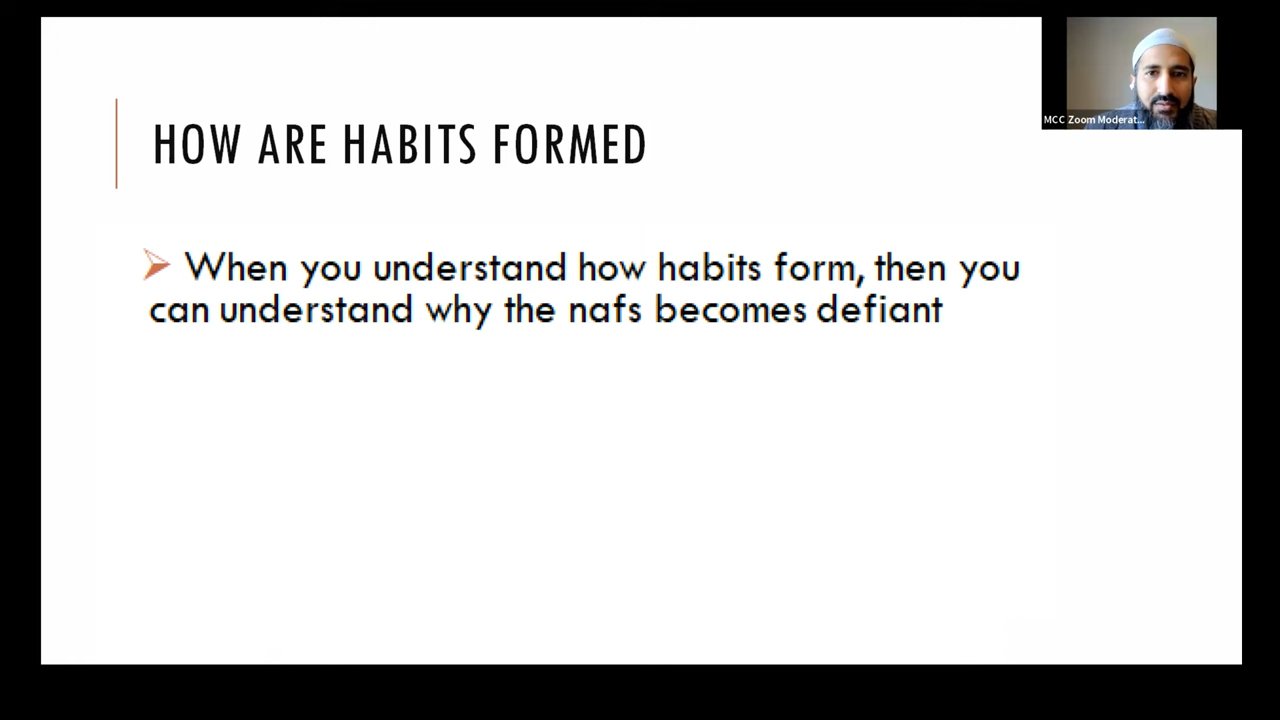 HOW ARE HABITS FORMED
When you understand how habits form, then you
can understand why the nafs becomes defiant
MCC Zoom Moderat...